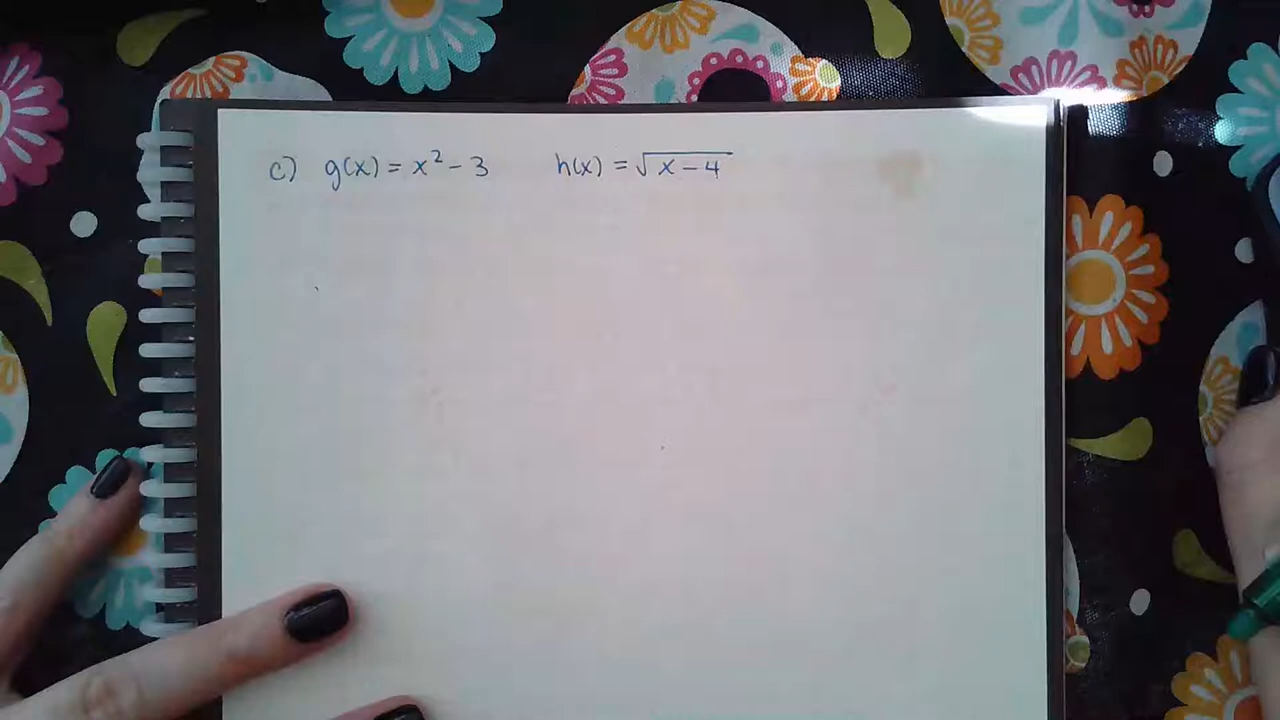 c) g(x) = x² - 3 h(x) = √(x - 4)